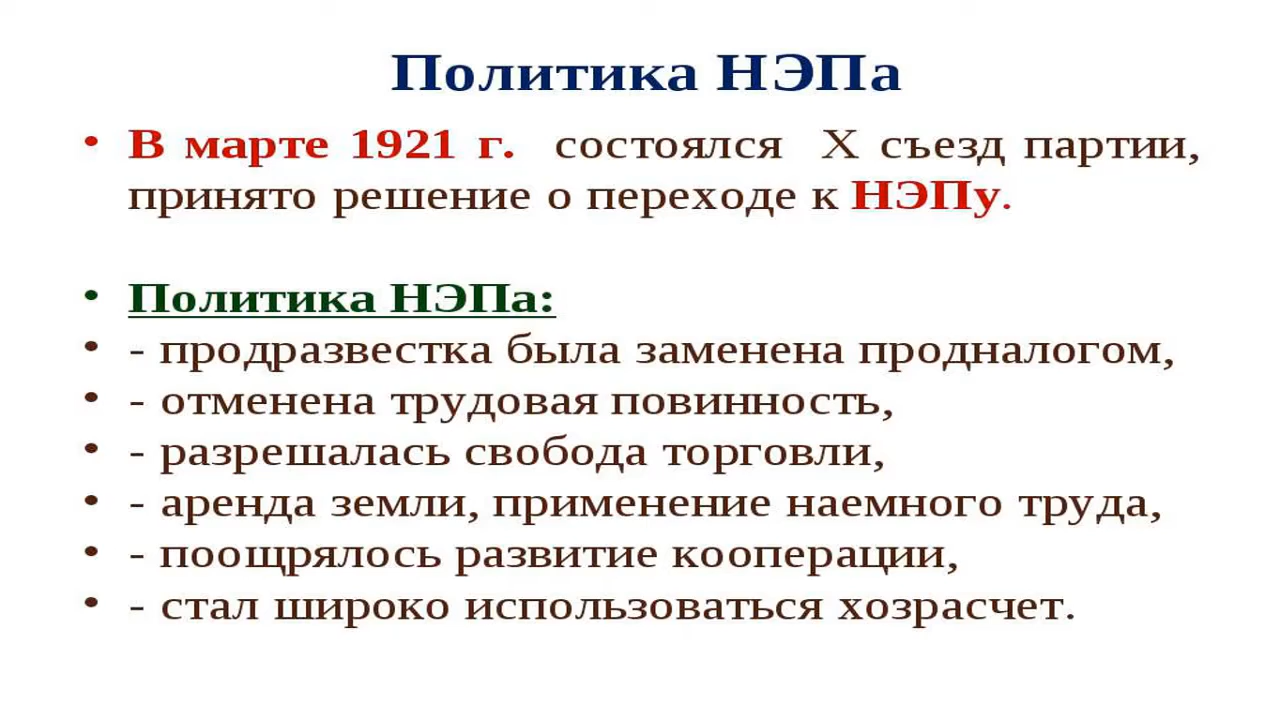 Политика НЭПа
• В марте 1921 г. состоялся X съезд партии,
принято решение о переходе к НЭПу.
• Политика НЭПа:
• - продразвестка была заменена продналогом,
• - отменена трудовая повинность,
• - разрешалась свобода торговли,
• - аренда земли, применение наемного труда,
• - поощрялось развитие кооперации,
• - стал широко использоваться хозрасчет.